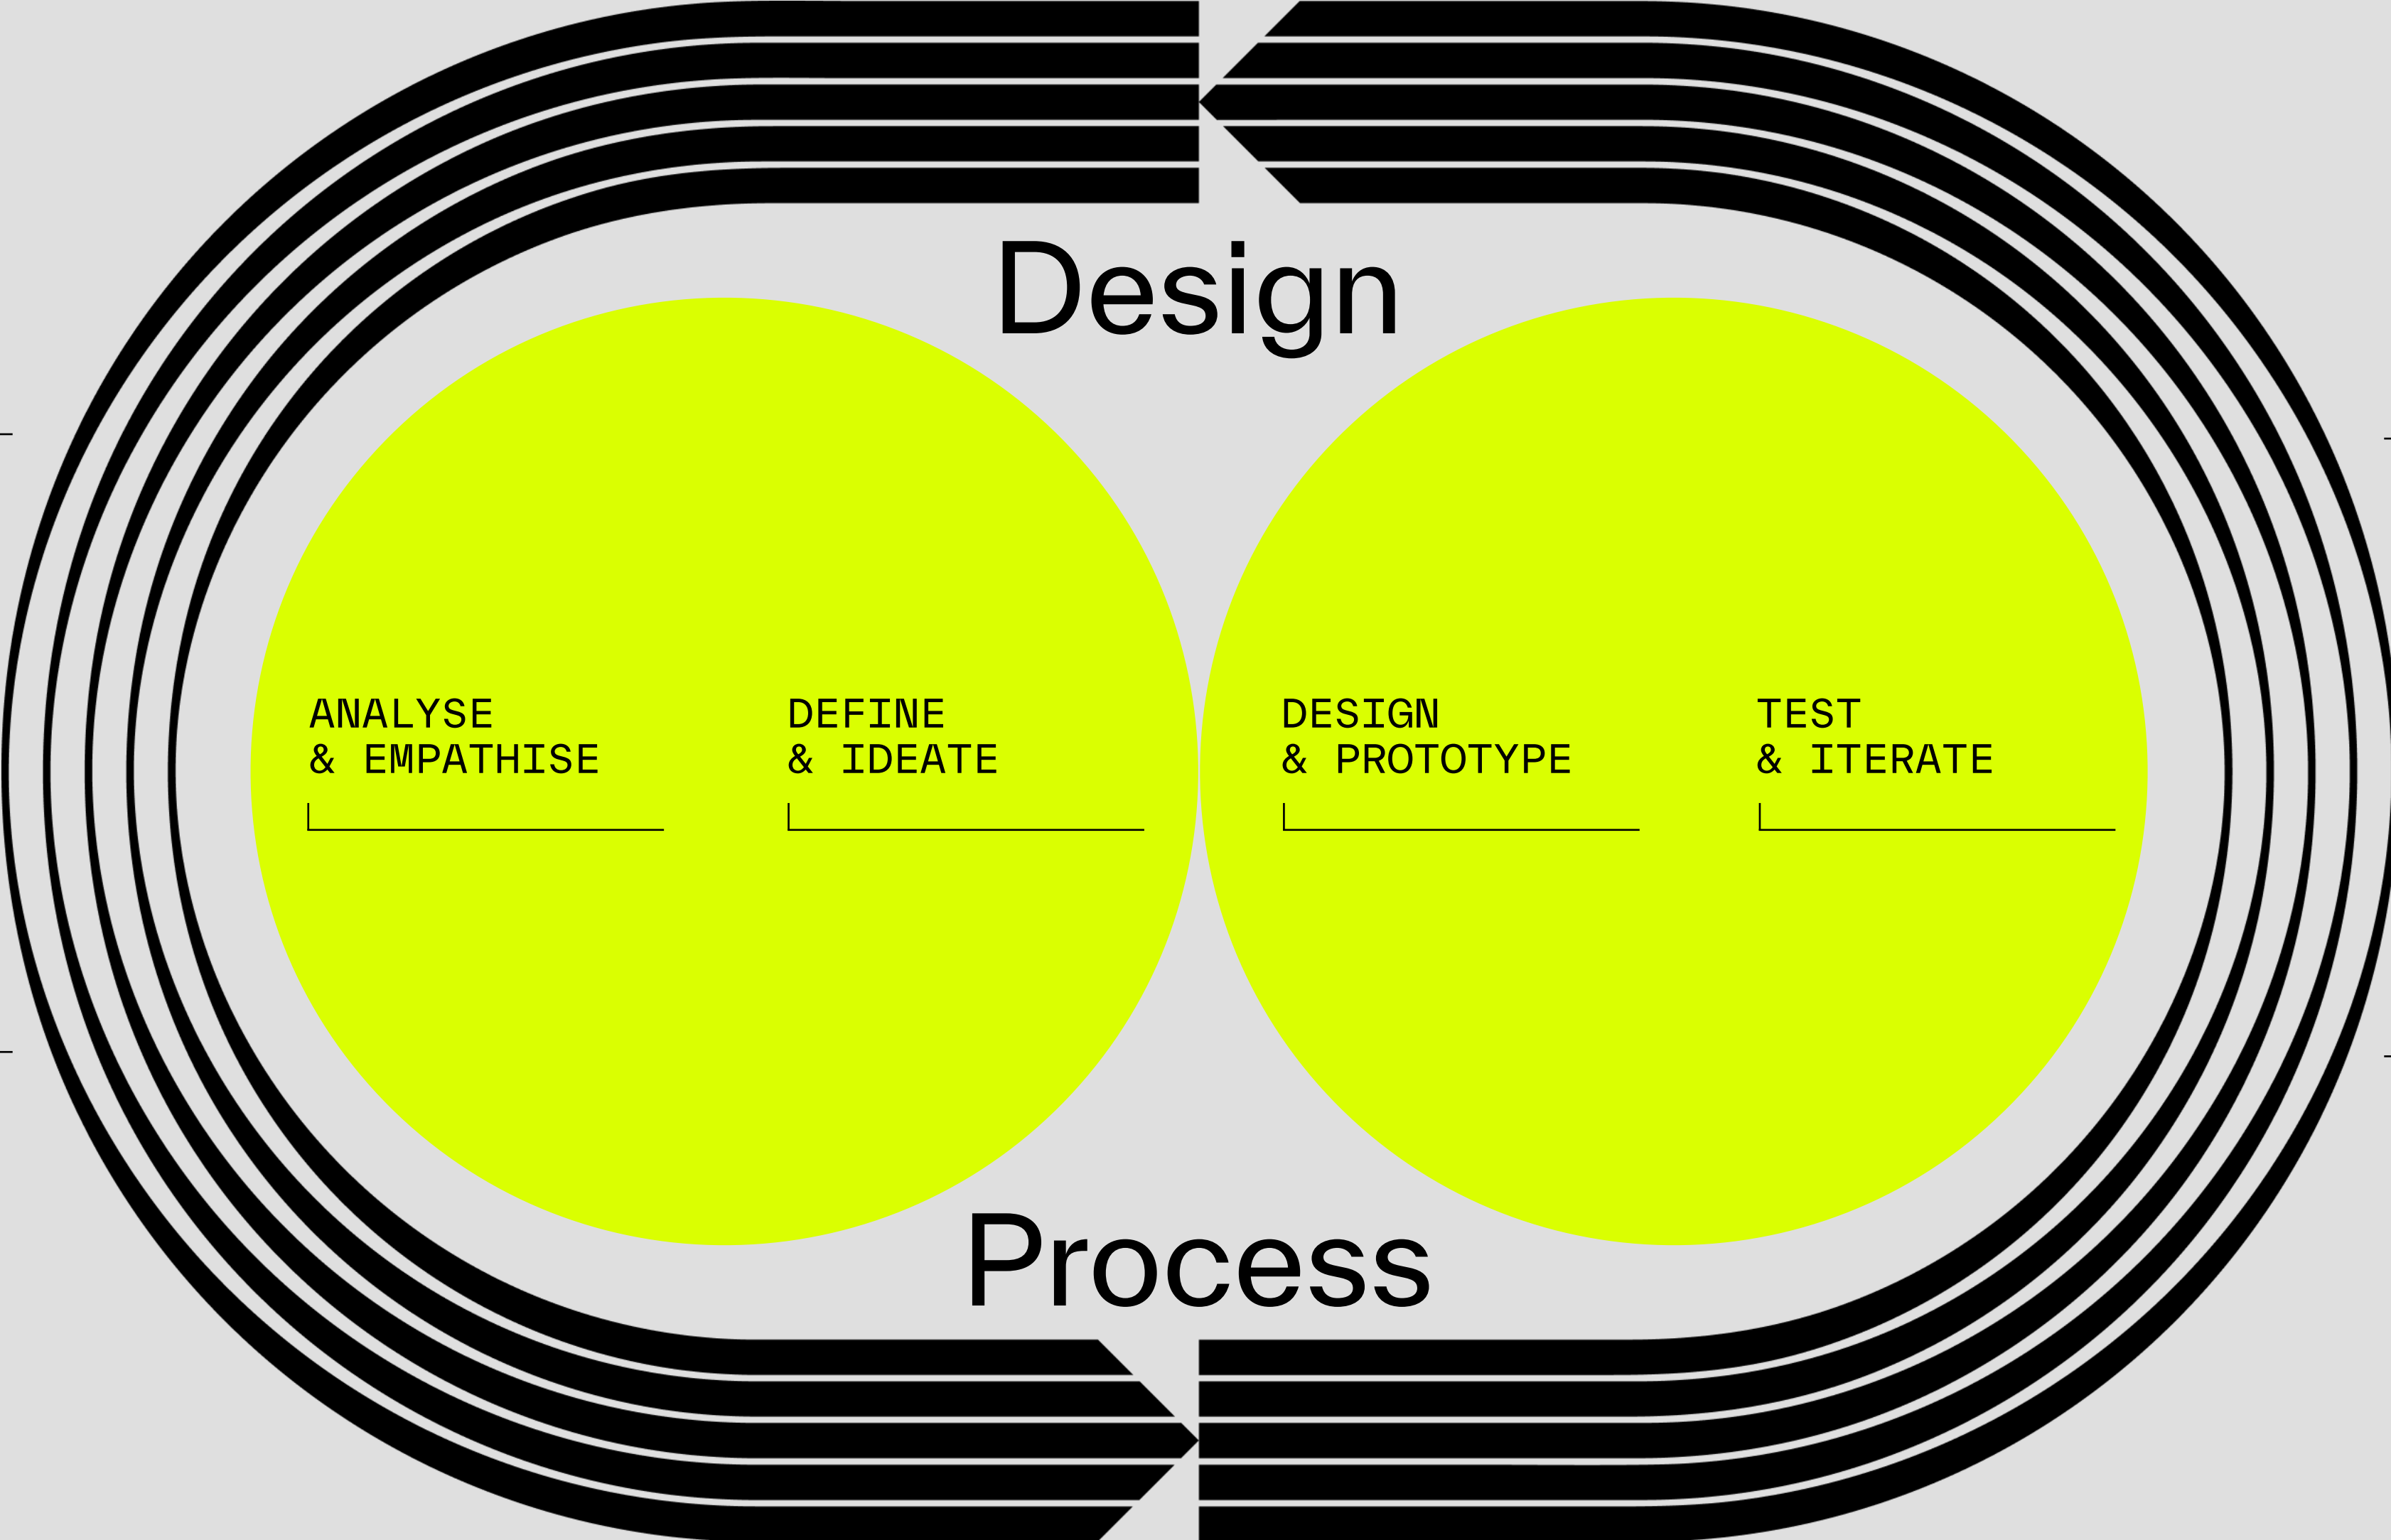 Design
ANALYSE
& EMPATHISE
DEFINE
& IDEATE
DESIGN
& PROTOTYPE
TEST
& ITERATE
Process